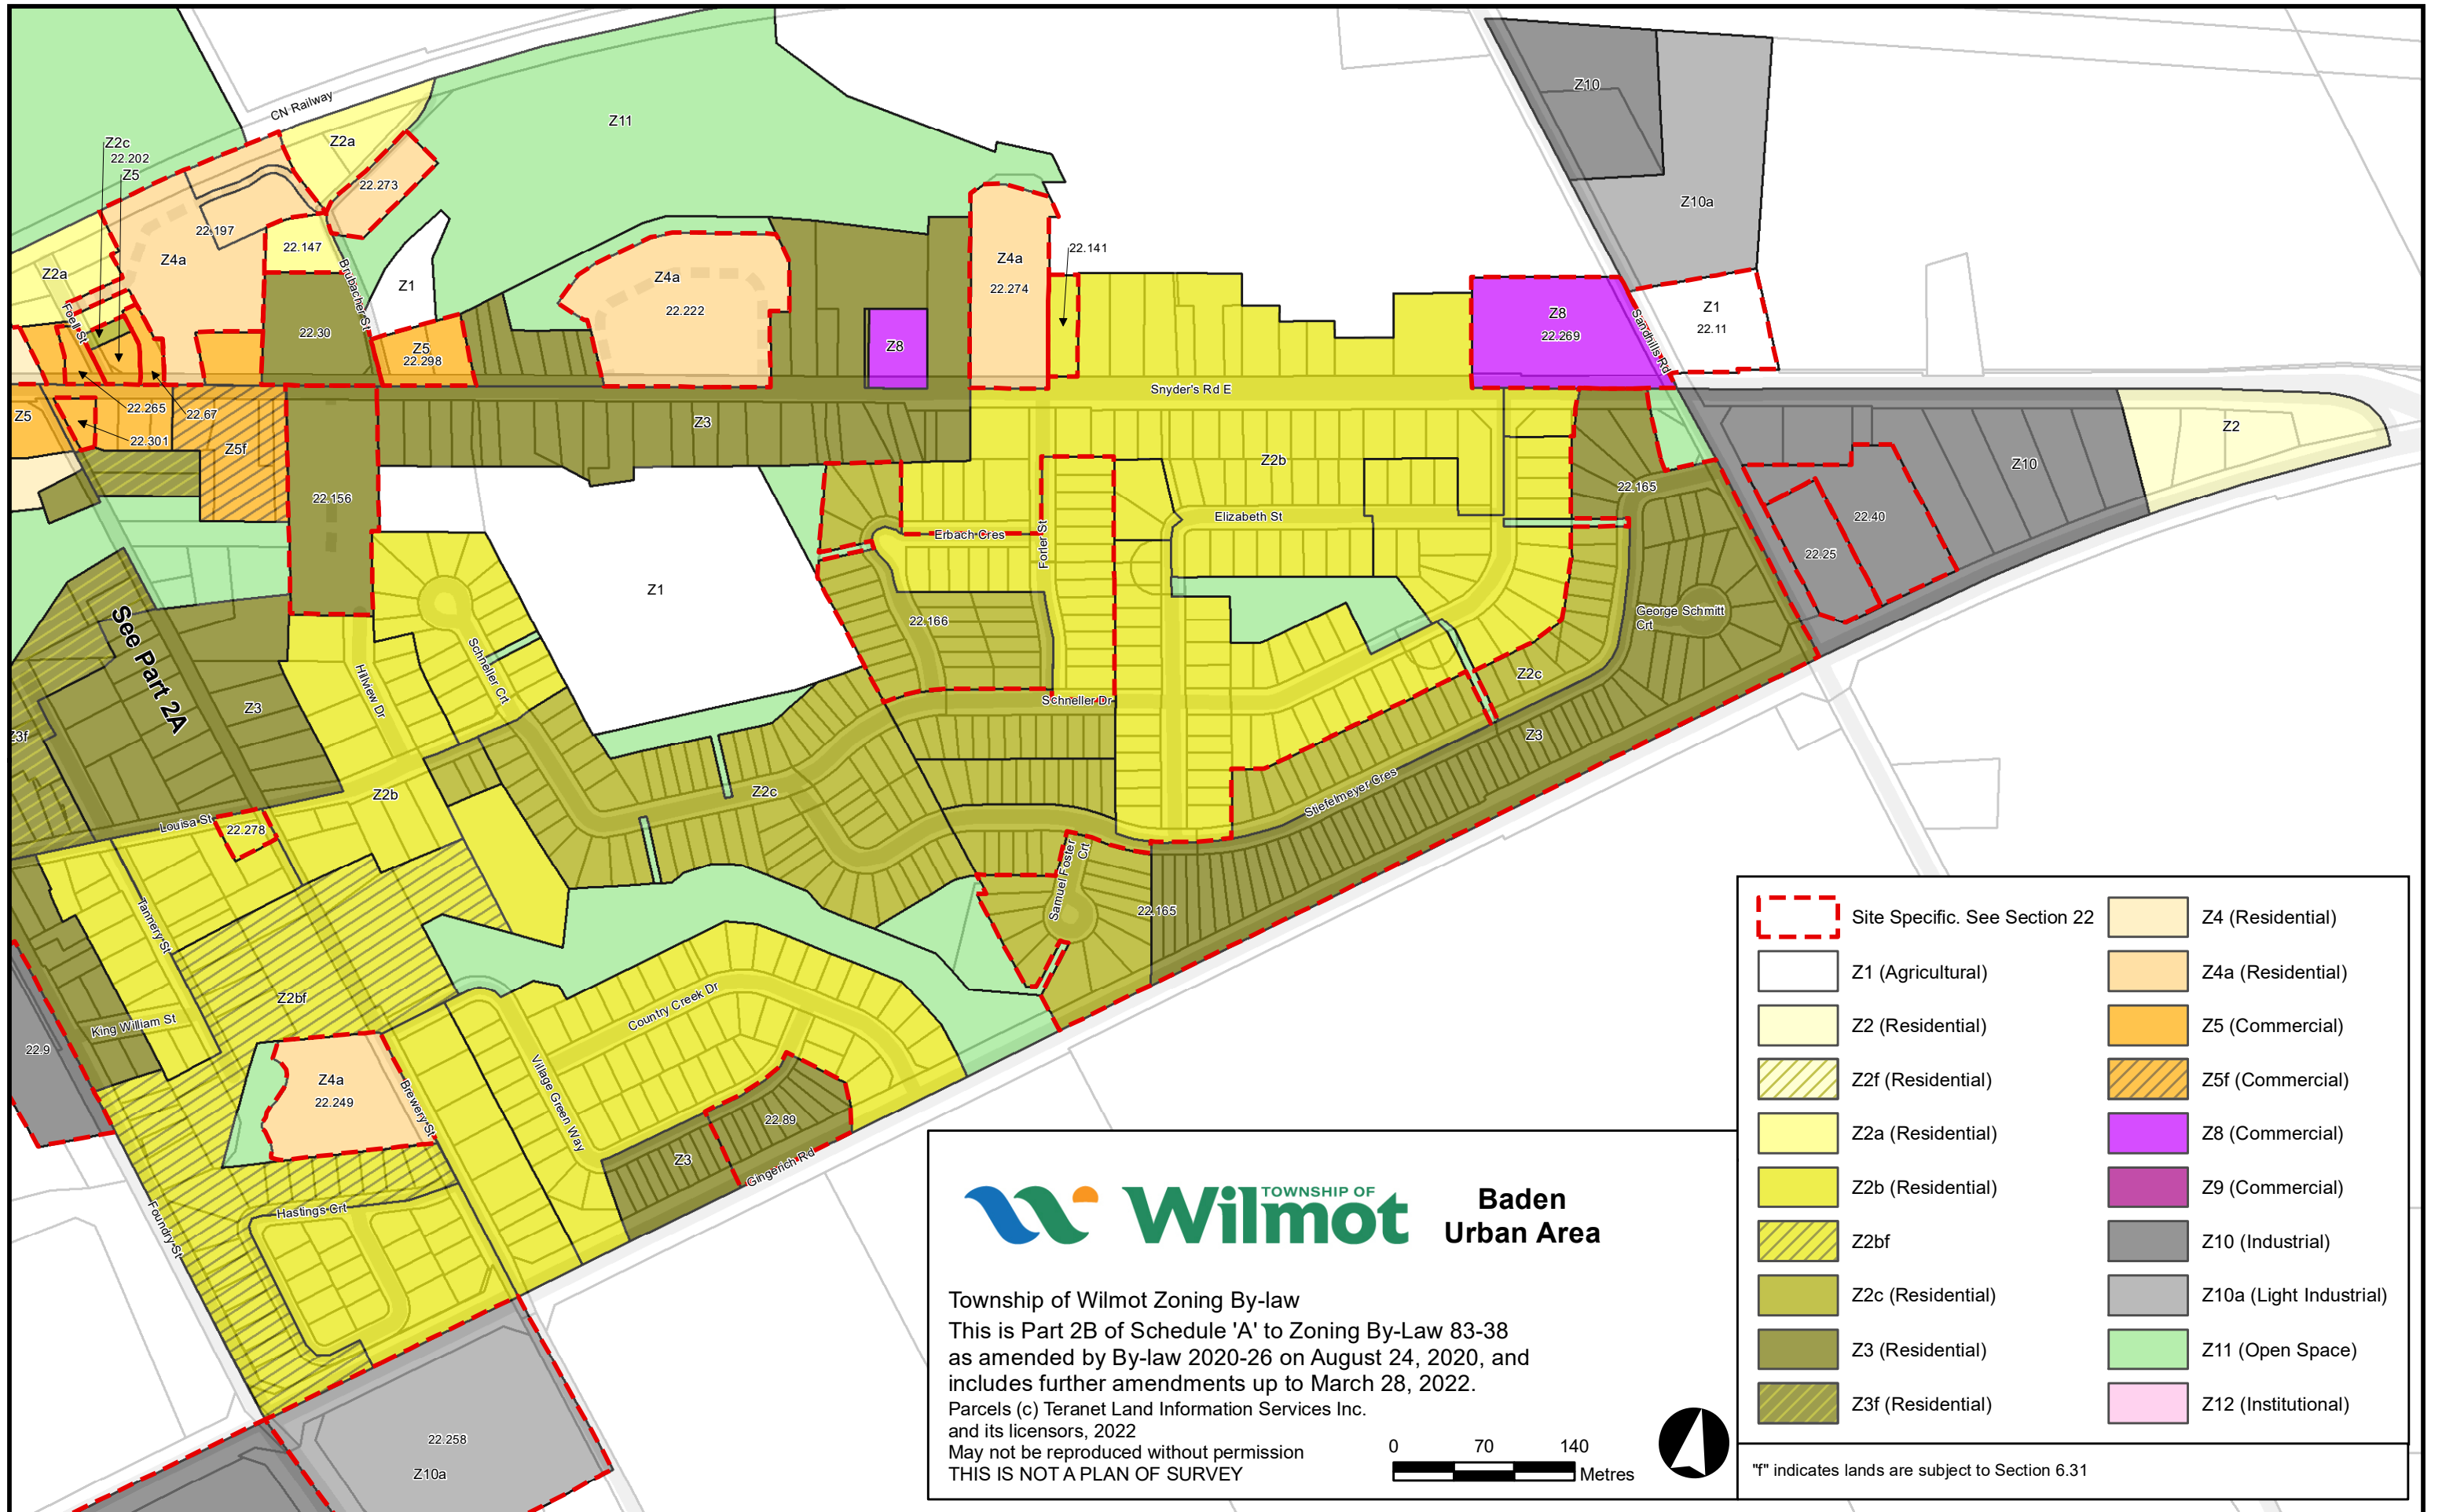 CN Railway
Z2c
22.202
Z5
Z2a
22.273
Z11
Z10
Z10a
22.197
22.147
Z4a
Z2a
Brubacher St
Z1
Z4a
22.222
Z4a
22.274
22.141
Z8
22.269
Sandhills Rd
Z1
22.11
Foell St
22.30
Z5
22.298
Z8
Snyder's Rd E
Z5
22.265
22.67
22.301
Z5f
Z3
Z2b
Z2
22.156
22.165
Z10
22.40
22.25
Elizabeth St
Erbach Cres
Forler St
Z1
22.166
George Schmitt
Crt
See Part 2A
Hillview Dr
Schneller Crt
Z3
Z3f
Schneller Dr
Z2c
Z3
Z2b
Z2c
Stiefelmeyer Cres
Louisa St
22.278
Samuel Foster
Crt
22.165
Tannery St
Z2bf
King William St
22.9
Country Creek Dr
Village Green Way
Z4a
22.249
Brewery St
22.89
Z3
Gingerich Rd
Hastings Crt
Foundry St
22.258
Z10a
TOWNSHIP OF
Wilmot
Baden
Urban Area
Township of Wilmot Zoning By-law
This is Part 2B of Schedule 'A' to Zoning By-Law 83-38
as amended by By-law 2020-26 on August 24, 2020, and
includes further amendments up to March 28, 2022.
Parcels (c) Teranet Land Information Services Inc.
and its licensors, 2022
May not be reproduced without permission
THIS IS NOT A PLAN OF SURVEY
0 70 140
Metres
Site Specific. See Section 22
Z1 (Agricultural)
Z2 (Residential)
Z2f (Residential)
Z2a (Residential)
Z2b (Residential)
Z2bf
Z2c (Residential)
Z3 (Residential)
Z3f (Residential)
Z4 (Residential)
Z4a (Residential)
Z5 (Commercial)
Z5f (Commercial)
Z8 (Commercial)
Z9 (Commercial)
Z10 (Industrial)
Z10a (Light Industrial)
Z11 (Open Space)
Z12 (Institutional)
"f" indicates lands are subject to Section 6.31